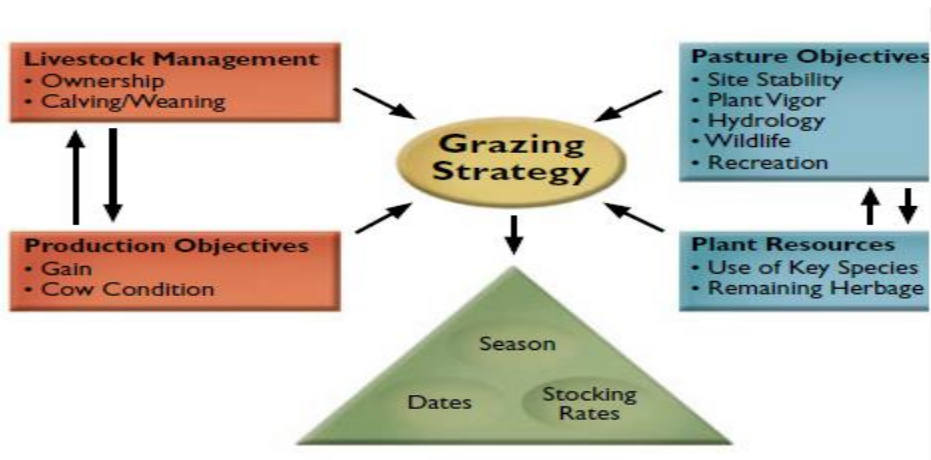 Livestock Management
• Ownership
• Calving/Weaning
Pasture Objectives
• Site Stability
• Plant Vigor
• Hydrology
• Wildlife
• Recreation
Grazing
Strategy
Production Objectives
• Gain
• Cow Condition
Plant Resources
• Use of Key Species
• Remaining Herbage
Season
Dates
Stocking
Rates